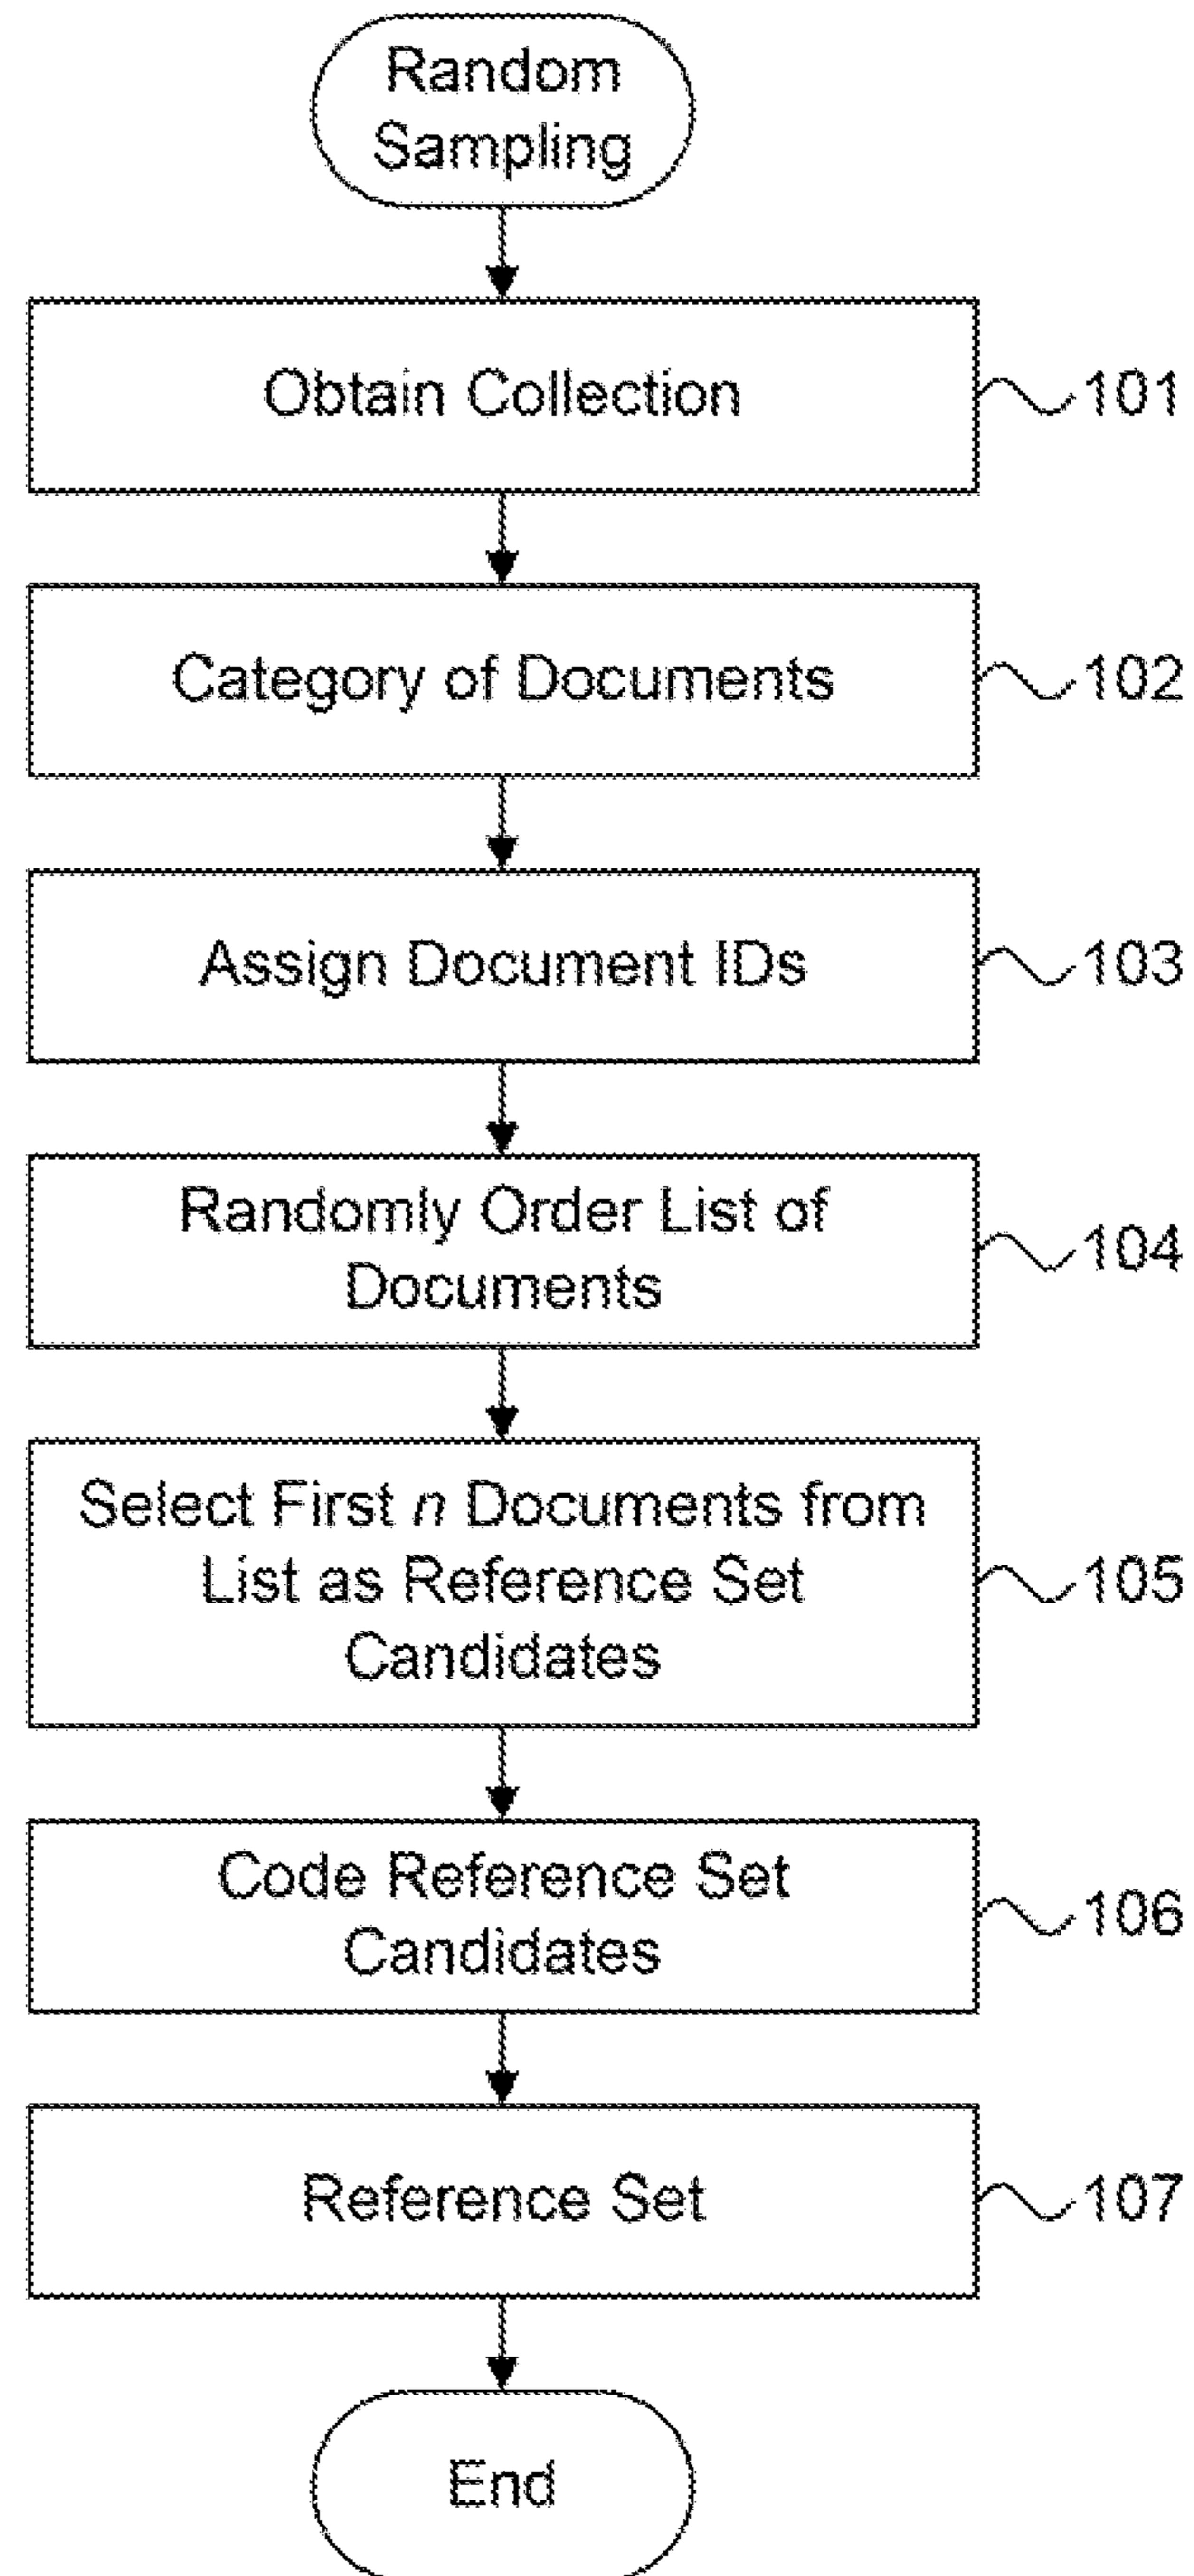 Random
Sampling
Obtain Collection
101
Category of Documents
102
Assign Document IDs
103
Randomly Order List of
Documents
104
Select First n Documents from
List as Reference Set
Candidates
105
Code Reference Set
Candidates
106
Reference Set
107
End